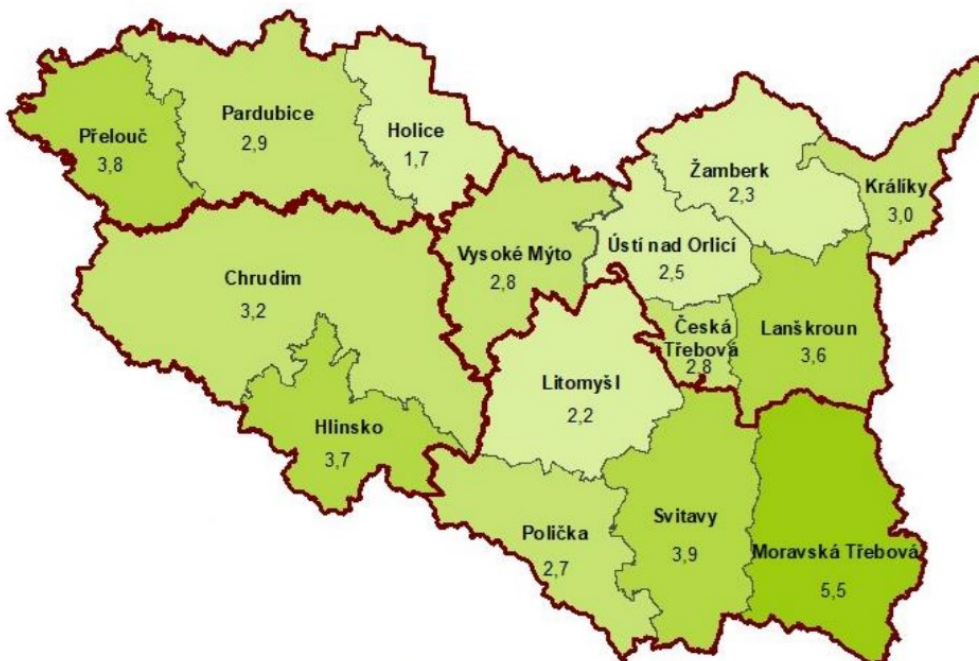 Přelouč
3,8
Pardubice
2,9
Holice
1,7
Žamberk
2,3
Králíky
3,0
Vysoké Mýto
2,8
Ústí nad Orlicí
2,5
Chrudim
3,2
Česká
Třebová
2,8
Lanškroun
3,6
Litomyšl
2,2
Hlinsko
3,7
Polička
2,7
Svitavy
3,9
Moravská Třebová
5,5